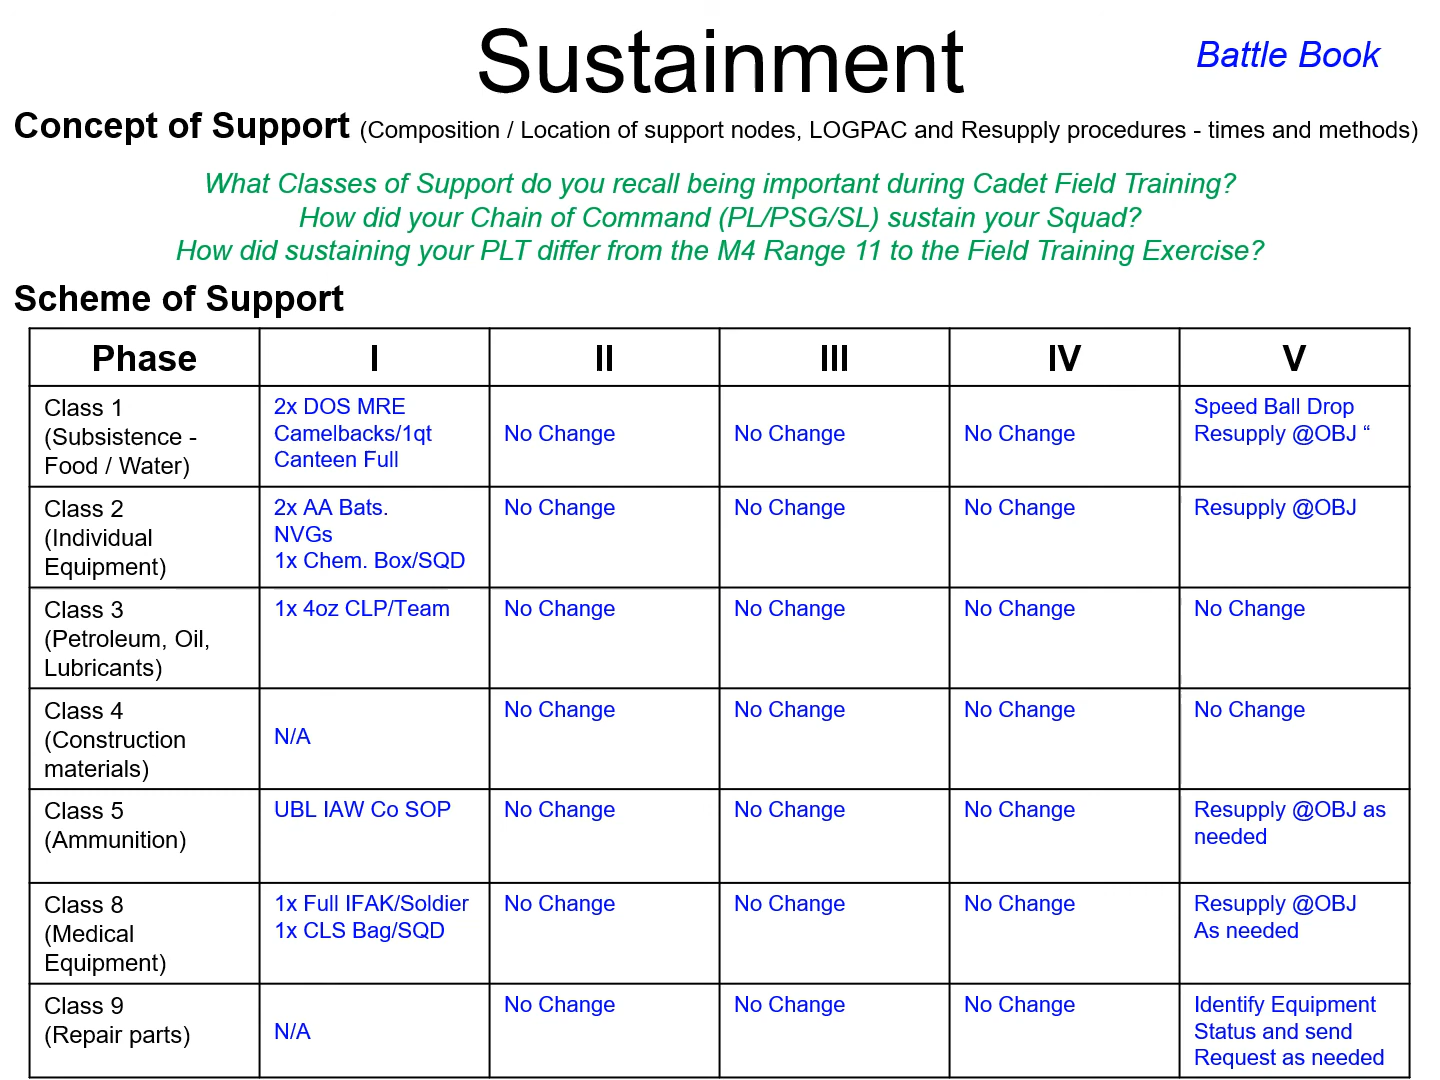 Sustainment
Battle Book
Concept of Support (Composition / Location of support nodes, LOGPAC and Resupply procedures - times and methods)
What Classes of Support do you recall being important during Cadet Field Training?
How did your Chain of Command (PL/PSG/SL) sustain your Squad?
How did sustaining your PLT differ from the M4 Range 11 to the Field Training Exercise?
Scheme of Support
Phase
I
II
III
IV
V
Class 1
(Subsistence -
Food / Water)
2x DOS MRE
Camelbacks/1qt
Canteen Full
No Change
No Change
No Change
Speed Ball Drop
Resupply @OBJ “
Class 2
(Individual
Equipment)
2x AA Bats.
NVGs
1x Chem. Box/SQD
No Change
No Change
No Change
Resupply @OBJ
Class 3
(Petroleum, Oil,
Lubricants)
1x 4oz CLP/Team
No Change
No Change
No Change
No Change
Class 4
(Construction
materials)
N/A
No Change
No Change
No Change
No Change
Class 5
(Ammunition)
UBL IAW Co SOP
No Change
No Change
No Change
Resupply @OBJ as
needed
Class 8
(Medical
Equipment)
1x Full IFAK/Soldier
1x CLS Bag/SQD
No Change
No Change
No Change
Resupply @OBJ
As needed
Class 9
(Repair parts)
N/A
No Change
No Change
No Change
Identify Equipment
Status and send
Request as needed